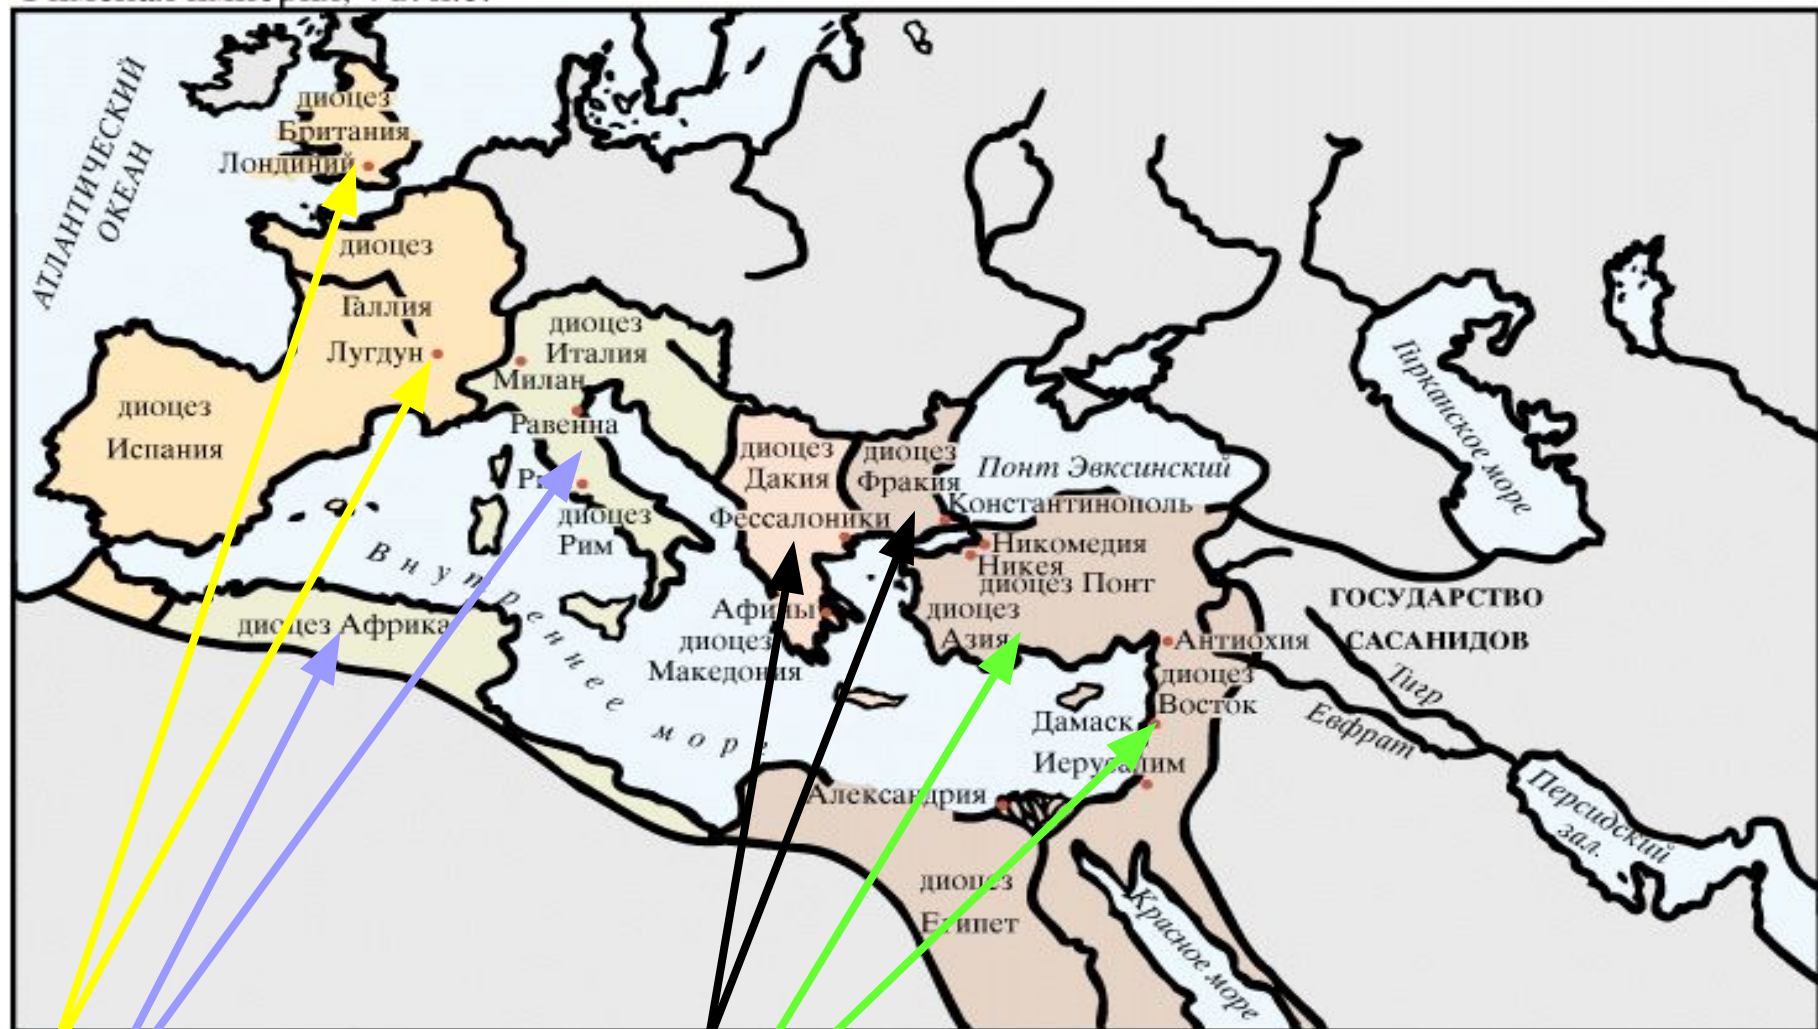 АТЛАНТИЧЕСКИЙ
ОКЕАН
диоцез
Британия
Лондиний
диоцез
Галлия
Лугдун
диоцез
Испания
диоцез
Италия
Милан
Равенна
диоцез
Рим
диоцез Африка
Внутреннее море
диоцез
Дакия
диоцез
Фракия
Фессалоники
Афины
диоцез
Македония
Понт Эвксинский
Константинополь
Никомедия
Никея
диоцез Понт
диоцез
Азия
Антиохия
диоцез
Восток
Дамаск
Иерусалим
Александрия
диоцез
Египет
Гирканское море
ГОСУДАРСТВО
САСАНИДОВ
Тигр
Евфрат
Персидский
зал.
Красное море